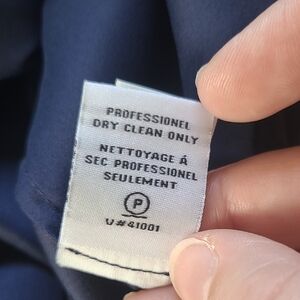 PROFESSIONEL
DRY CLEAN ONLY
NETTOYAGE À
SEC PROFESSIONEL
SEULEMENT
P
V#41001